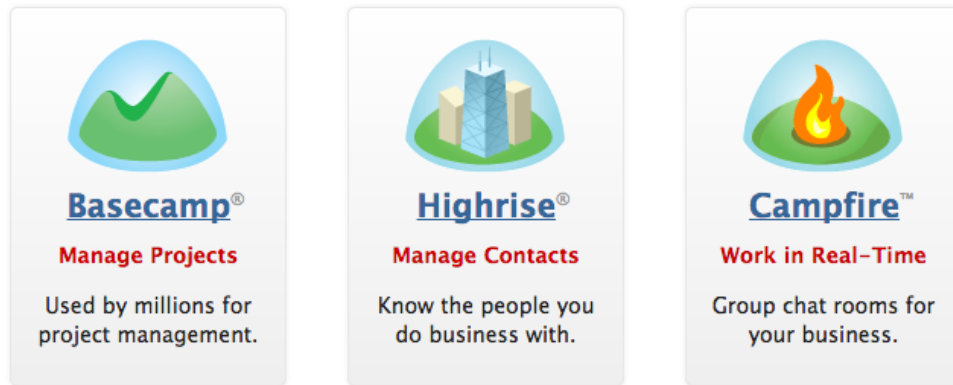 Basecamp®
Manage Projects
Used by millions for
project management.
Highrise®
Manage Contacts
Know the people you
do business with.
Campfire™
Work in Real-Time
Group chat rooms for
your business.